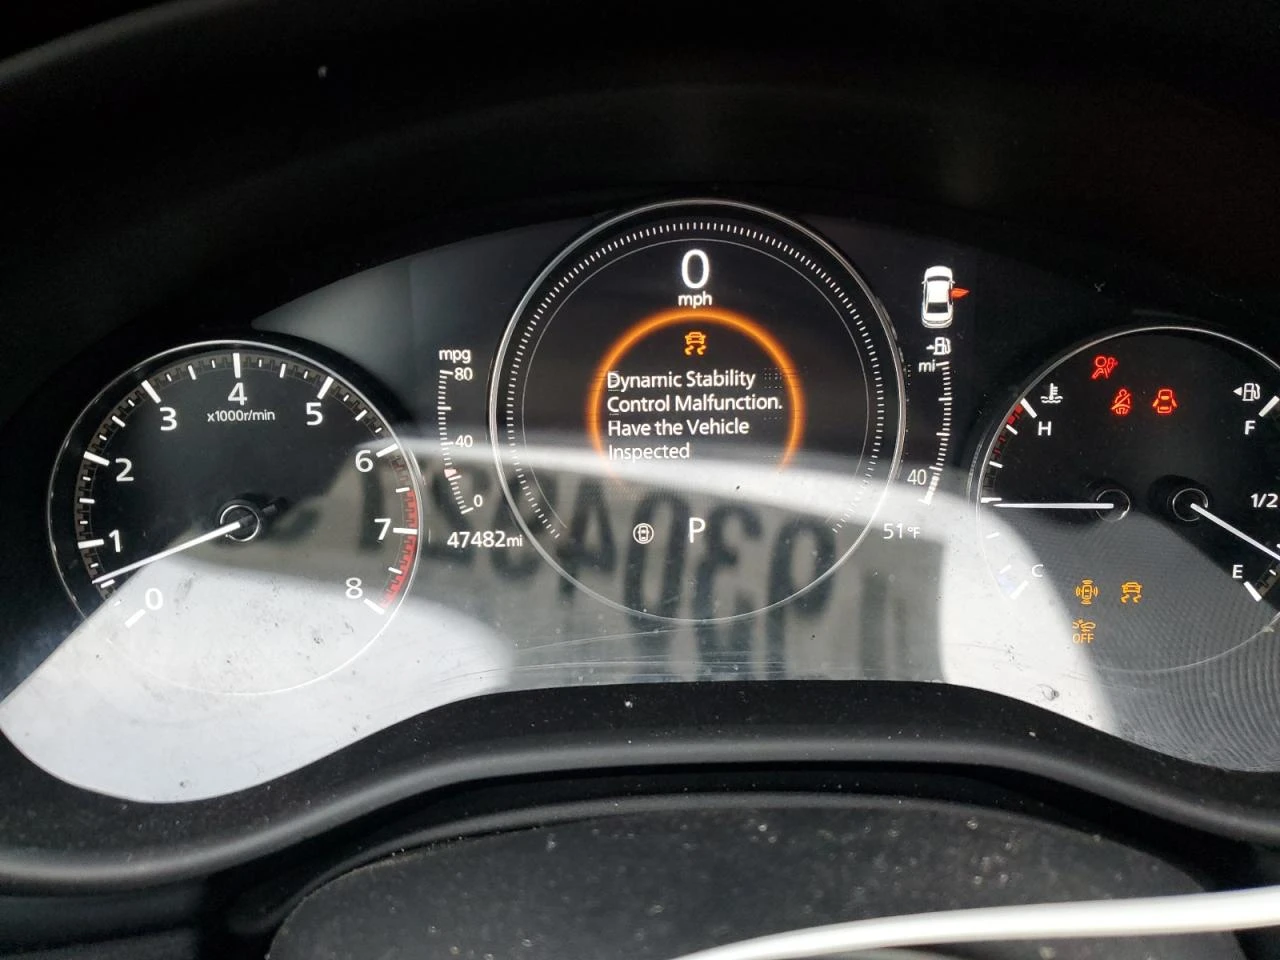 0
mph
Dynamic Stability
Control Malfunction.
Have the Vehicle
Inspected
P
mpg
80
40
0
47482mi
mi
40
51°F
0
1
2
3
4
5
6
7
8
x1000r/min
H
C
F
1/2
E
OFF